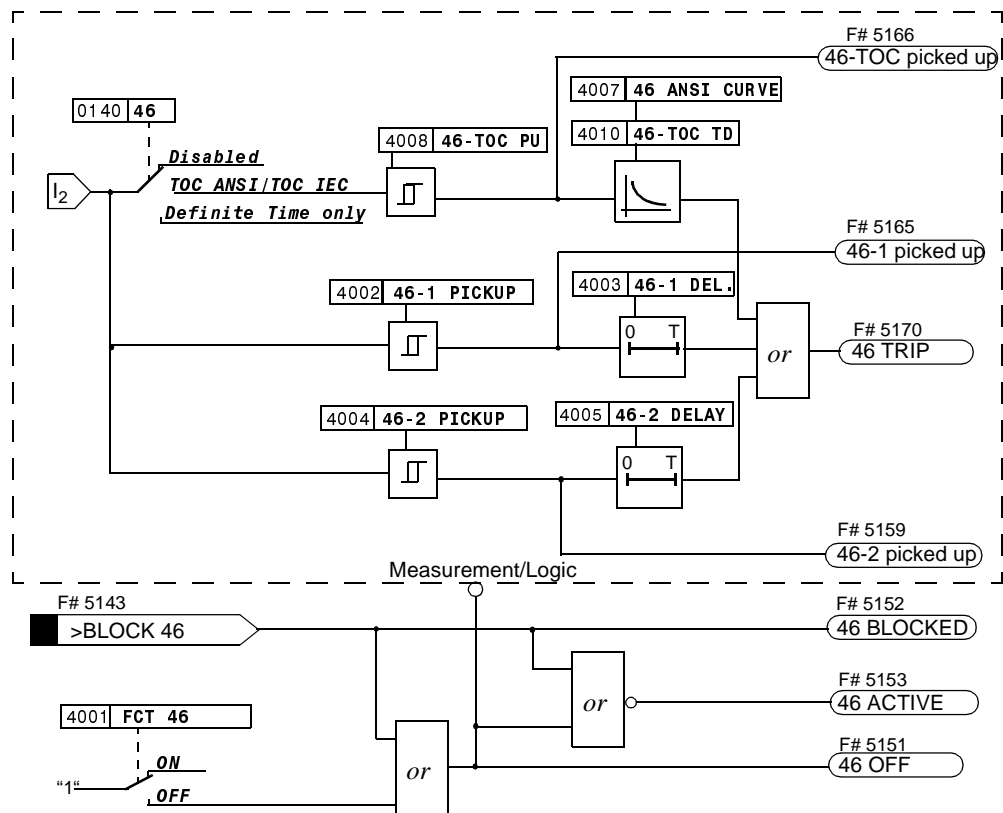 F# 5166
46-TOC picked up
4007 46 ANSI CURVE
0140 46
4010 46-TOC TD
4008 46-TOC PU
Disabled
I2
TOC ANSI/TOC IEC
Definite Time only
F# 5165
46-1 picked up
4002 46-1 PICKUP
4003 46-1 DEL.
0 T
or
F# 5170
46 TRIP
4004 46-2 PICKUP
4005 46-2 DELAY
0 T
F# 5159
46-2 picked up
Measurement/Logic
F# 5143
>BLOCK 46
F# 5152
46 BLOCKED
or
F# 5153
46 ACTIVE
4001 FCT 46
F# 5151
46 OFF
or
ON
“1“
OFF